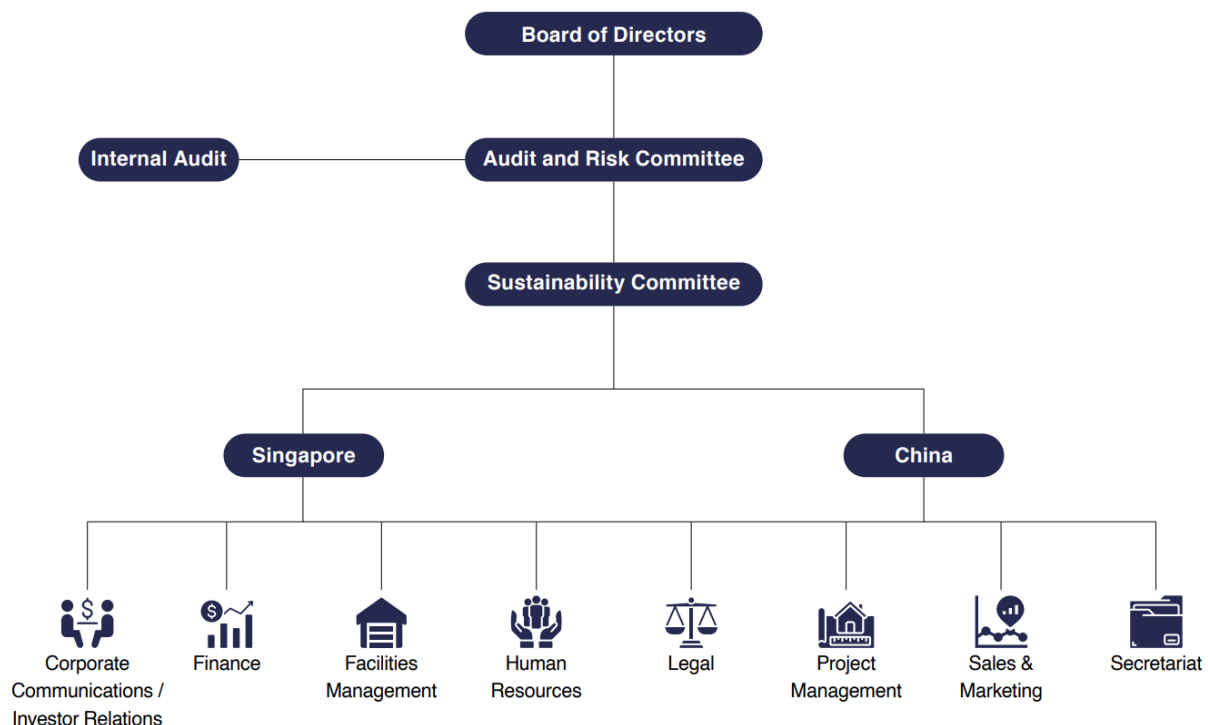 Board of Directors
Internal Audit
Audit and Risk Committee
Sustainability Committee
Singapore
China
Corporate
Communications /
Investor Relations
Finance
Facilities
Management
Human
Resources
Legal
Project
Management
Sales &
Marketing
Secretariat